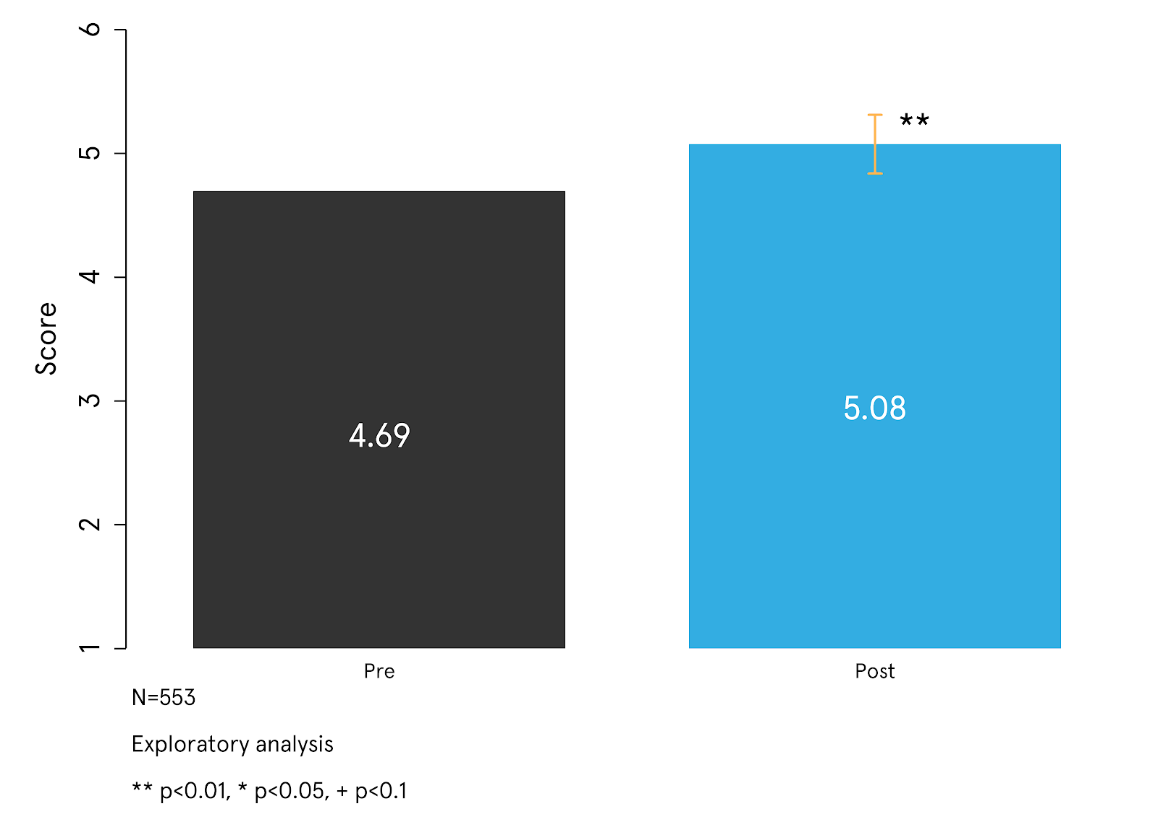 6
5
4
3
2
1
Score
**
4.69
5.08
Pre
Post
N=553
Exploratory analysis
** p<0.01, * p<0.05, + p<0.1